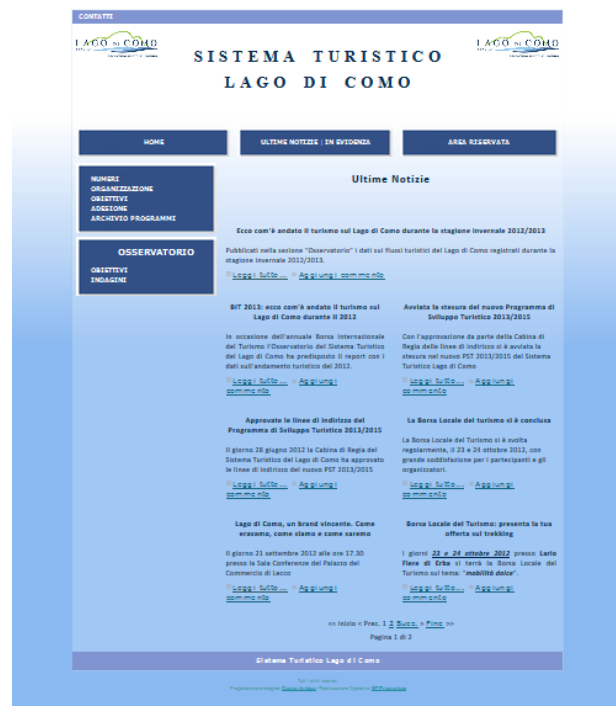 CONTATTI
LAGO DI COMO
LAGO DI COMO
SISTEMA TURISTICO
LAGO DI COMO
HOME
ULTIME NOTIZIE | IN EVIDENZA
AREA RISERVATA
NUMERI
ORGANIZZAZIONE
OBIETTIVI
ADESIONE
ARCHIVIO PROGRAMMI
OSSERVATORIO
OBIETTIVI
INDAGINI
Ultime Notizie
Ecco com'è andato il turismo sul Lago di Como durante la stagione invernale 2012/2013
Pubblicati nella sezione "Osservatorio" i dati sui flussi turistici del Lago di Como registrati durante la
stagione invernale 2012/2013.
Leggi tutto... Aggiungi commento
BIT 2013: ecco com'è andato il turismo sul
Lago di Como durante il 2012
In occasione dell'annuale Borsa Internazionale
del Turismo l'Osservatorio del Sistema Turistico
del Lago di Como ha predisposto il report con i
dati sull'andamento turistico del 2012.
Leggi tutto... Aggiungi
commento
Avviata la stesura del nuovo Programma di
Sviluppo Turistico 2013/2015
Con l'approvazione da parte della Cabina di
Regia delle linee di indirizzo si è avviata la
stesura nel nuovo PST 2013/2015 del Sistema
Turistico Lago di Como
Leggi tutto... Aggiungi
commento
Approvate le linee di indirizzo del
Programma di Sviluppo Turistico 2013/2015
Il giorno 28 giugno 2012 la Cabina di Regia del
Sistema Turistico del Lago di Como ha approvato
le linee di indirizzo del nuovo PST 2013/2015
Leggi tutto... Aggiungi
commento
La Borsa Locale del turismo si è conclusa
La Borsa Locale del Turismo si è svolta
regolarmente, il 23 e 24 ottobre 2012, con
grande soddisfazione per i partecipanti e gli
organizzatori.
Leggi tutto... Aggiungi
commento
Lago di Como, un brand vincente. Come
eravamo, come siamo e come saremo
Il giorno 21 settembre 2012 alle ore 17.30
presso la Sala Conferenze del Palazzo del
Commercio di Lecco
Leggi tutto... Aggiungi
commento
Borsa Locale del Turismo: presenta la tua
offerta sul trekking
I giorni 23 e 24 ottobre 2012 presso Lario
Fiere di Erba si terrà la Borsa Locale del
Turismo sul tema: "mobilità dolce".
Leggi tutto... Aggiungi
commento
<< Inizio < Prec. 1 2 Succ. > Fine >>
Pagina 1 di 2
Sistema Turistico Lago di Como